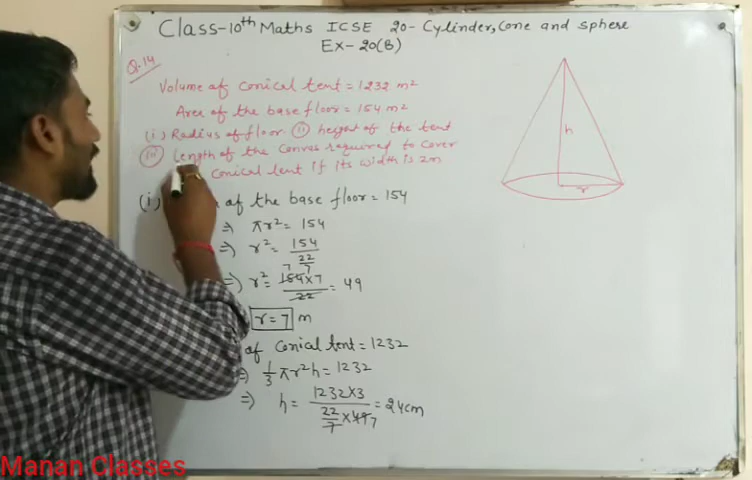 Class-10th Maths ICSE 20- Cylinder, Cone and sphere
Ex- 20(B)
Q.14
Volume of conical tent = 1232 m²
Area of the base floor = 154 m²
(i) Radius of floor (ii) height of the tent
(iii) Length of the canvas required to cover
conical tent if its width is 2m
h
r
(i) of the base floor = 154
=> πr² = 154
=> r² = 154 / 22/7
=> r² = 154×7 / 22 = 49
7
r = 7 m
of conical tent = 1232
=> 1/3 πr²h = 1232
=> h = 1232×3 / 22/7 ×49 7 = 24cm
Manan Classes